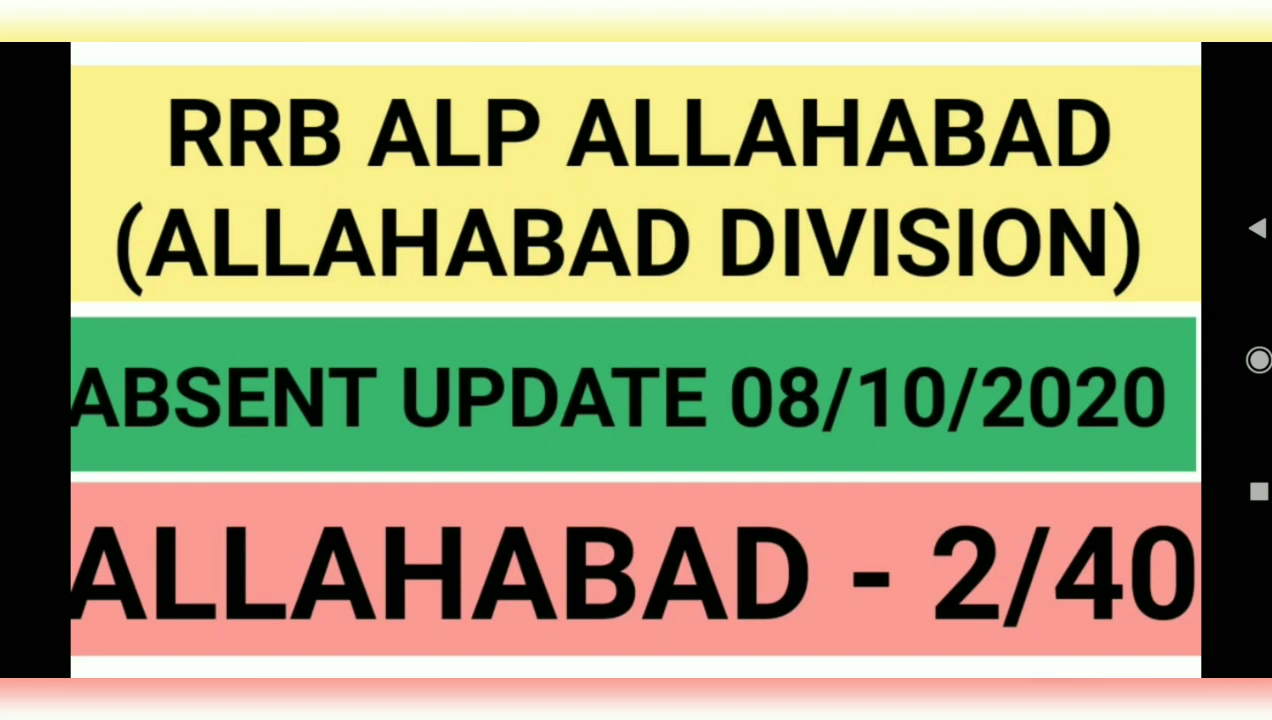 RRB ALP ALLAHABAD
(ALLAHABAD DIVISION)
ABSENT UPDATE 08/10/2020
ALLAHABAD - 2/40